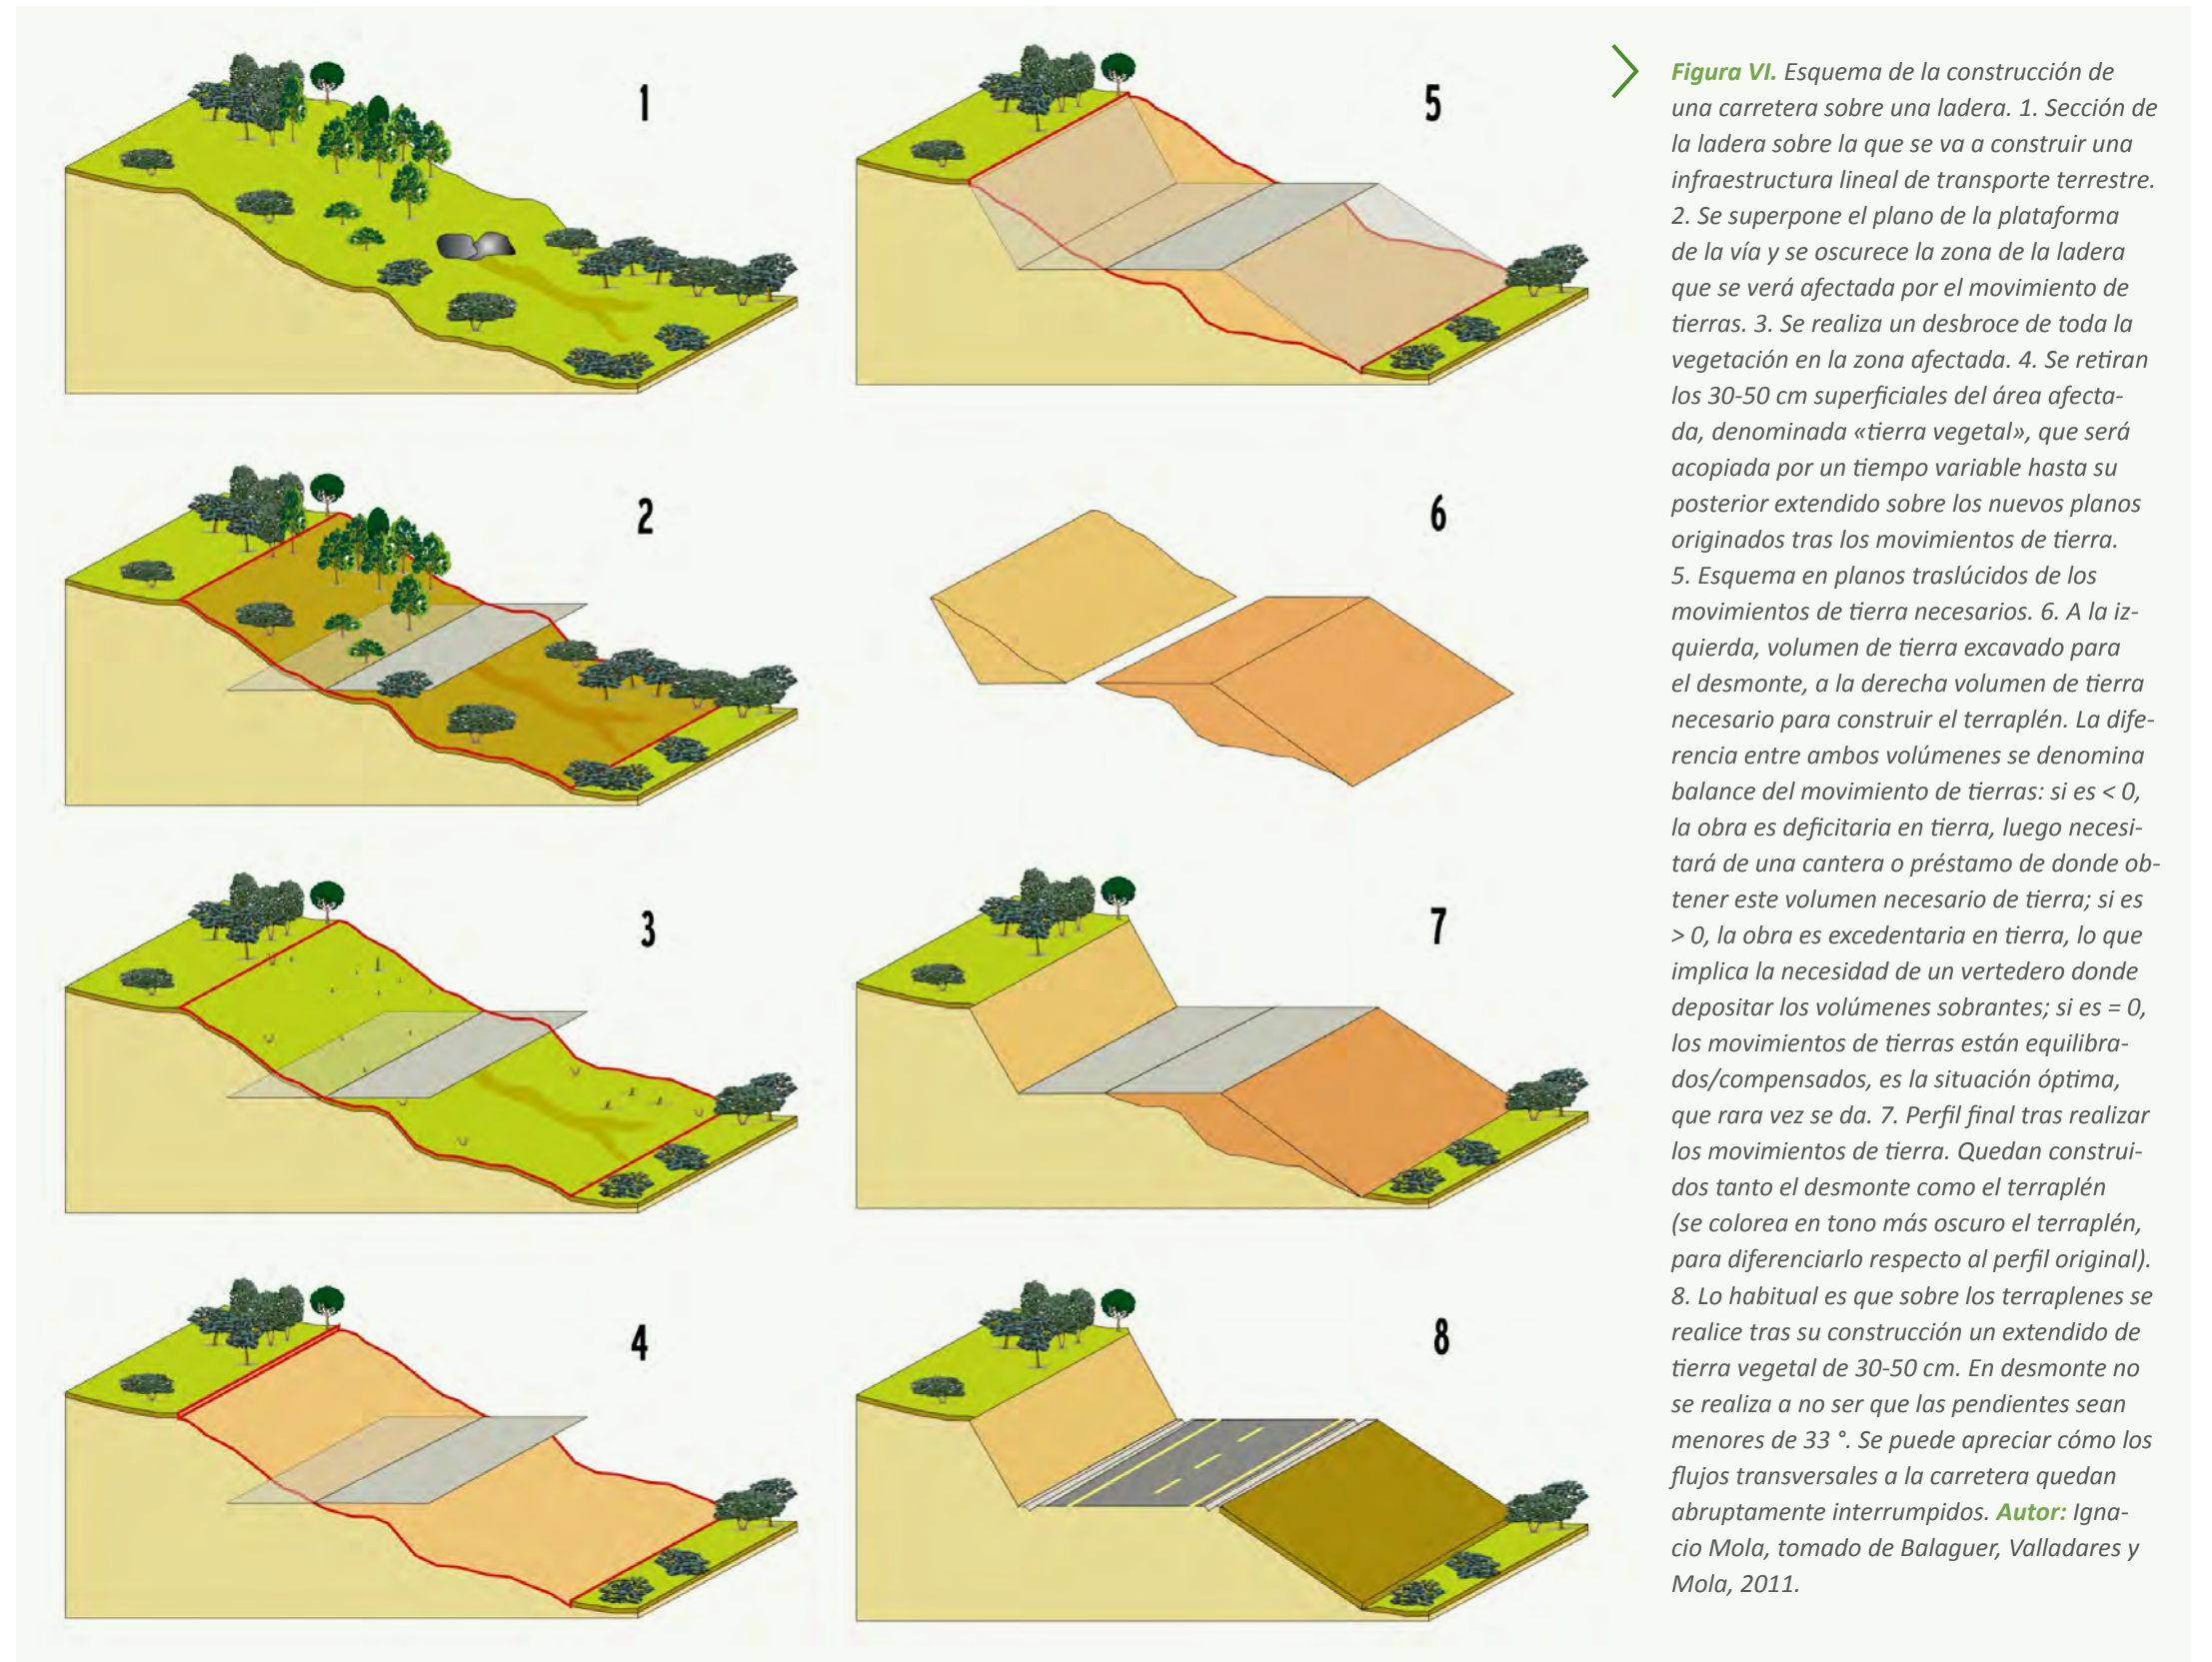 1
2
3
4
5
6
7
8
Figura VI. Esquema de la construcción de
una carretera sobre una ladera. 1. Sección de
la ladera sobre la que se va a construir una
infraestructura lineal de transporte terrestre.
2. Se superpone el plano de la plataforma
de la vía y se oscurece la zona de la ladera
que se verá afectada por el movimiento de
tierras. 3. Se realiza un desbroce de toda la
vegetación en la zona afectada. 4. Se retiran
los 30-50 cm superficiales del área afecta-
da, denominada «tierra vegetal», que será
acopiada por un tiempo variable hasta su
posterior extendido sobre los nuevos planos
originados tras los movimientos de tierra.
5. Esquema en planos traslúcidos de los
movimientos de tierra necesarios. 6. A la iz-
quierda, volumen de tierra excavado para
el desmonte, a la derecha volumen de tierra
necesario para construir el terraplén. La dife-
rencia entre ambos volúmenes se denomina
balance del movimiento de tierras: si es < 0,
la obra es deficitaria en tierra, luego necesi-
tará de una cantera o préstamo de donde ob-
tener este volumen necesario de tierra; si es
> 0, la obra es excedentaria en tierra, lo que
implica la necesidad de un vertedero donde
depositar los volúmenes sobrantes; si es = 0,
los movimientos de tierras están equilibra-
dos/compensados, es la situación óptima,
que rara vez se da. 7. Perfil final tras realizar
los movimientos de tierra. Quedan construi-
dos tanto el desmonte como el terraplén
(se colorea en tono más oscuro el terraplén,
para diferenciarlo respecto al perfil original).
8. Lo habitual es que sobre los terraplenes se
realice tras su construcción un extendido de
tierra vegetal de 30-50 cm. En desmonte no
se realiza a no ser que las pendientes sean
menores de 33 °. Se puede apreciar cómo los
flujos transversales a la carretera quedan
abruptamente interrumpidos. Autor: Igna-
cio Mola, tomado de Balaguer, Valladares y
Mola, 2011.